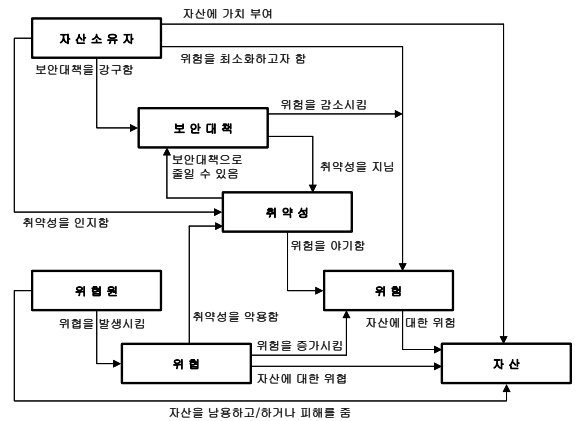 자산에 가치 부여
자산소유자
위험을 최소화하고자 함
보안대책을 강구함
위험을 감소시킴
보안대책
보안대책으로
줄일 수 있음
취약성을 지님
취약성
취약성을 인지함
위험을 야기함
위협원
위험
취약성을 악용함
위협을 발생시킴
자산에 대한 위험
위험을 증가시킴
위협
자산
자산에 대한 위협
자산을 남용하고/하거나 피해를 줌